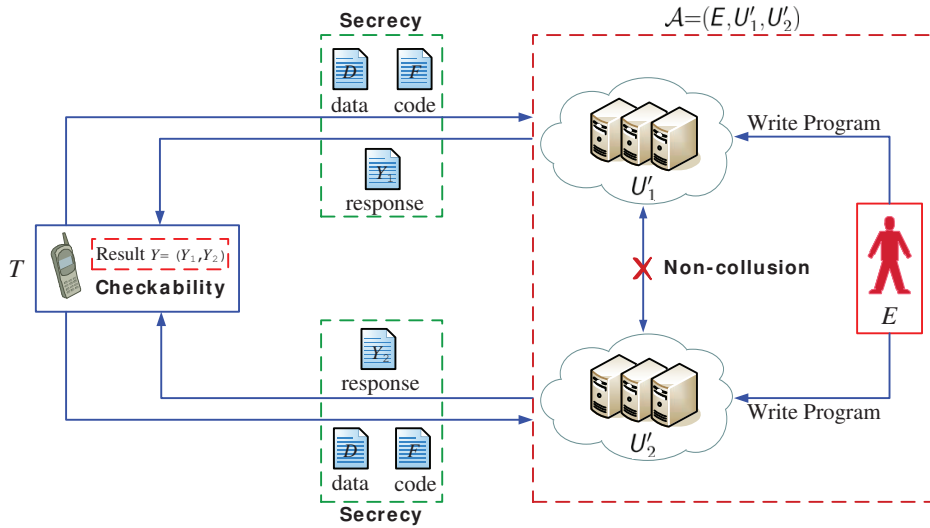 Secrecy
𝒜=(E,U′₁,U′₂)
D F
data code
Write Program
Y₁
U′₁
response
T
Result Y= (Y₁,Y₂)
Checkability
Non-collusion
E
Y₂
response
Write Program
D F
U′₂
data code
Secrecy